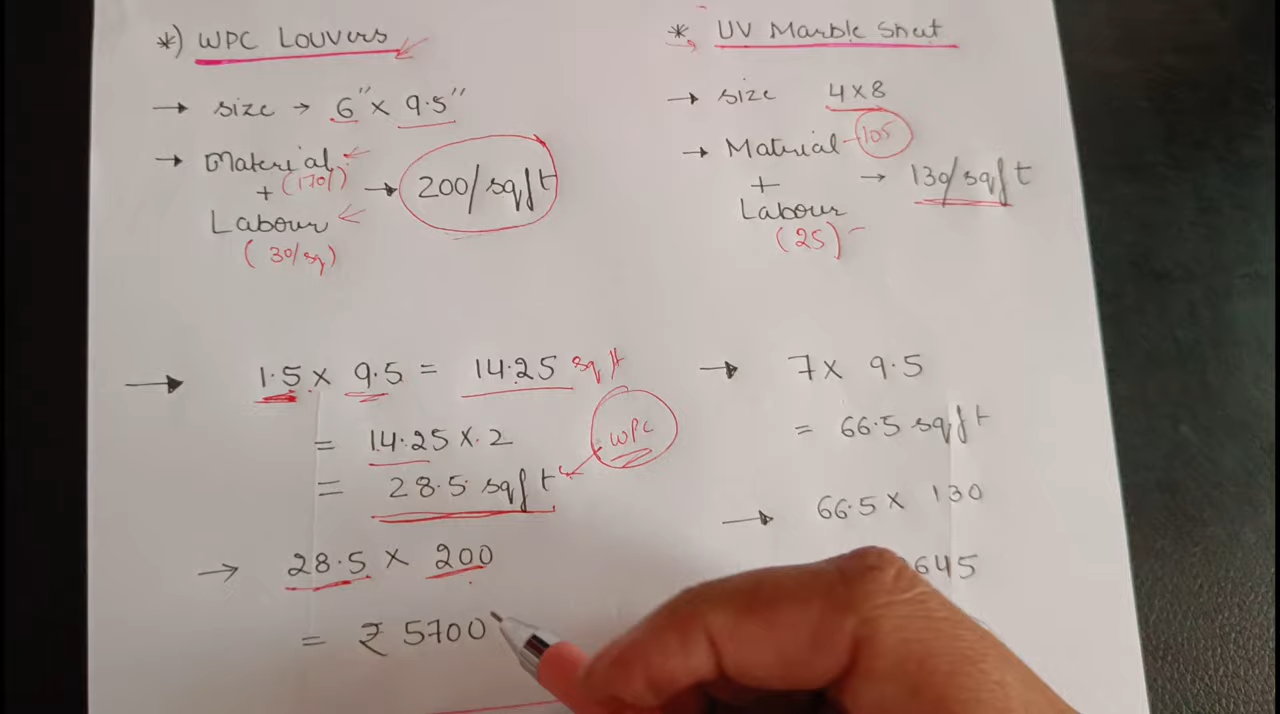 *) WPC Louvers
→ size → 6" x 9.5"
→ Material (170/)
+
Labour (30/sq)
→ 200/sqft
→ 1.5 x 9.5 = 14.25 sqft
= 14.25 x 2
= 28.5 sqft
WPC
→ 28.5 x 200
= ₹ 5700
* UV Marble Sheet
→ size 4x8
→ Material - 105
+
Labour (25)
→ 130/sqft
→ 7 x 9.5
= 66.5 sqft
→ 66.5 x 130
645